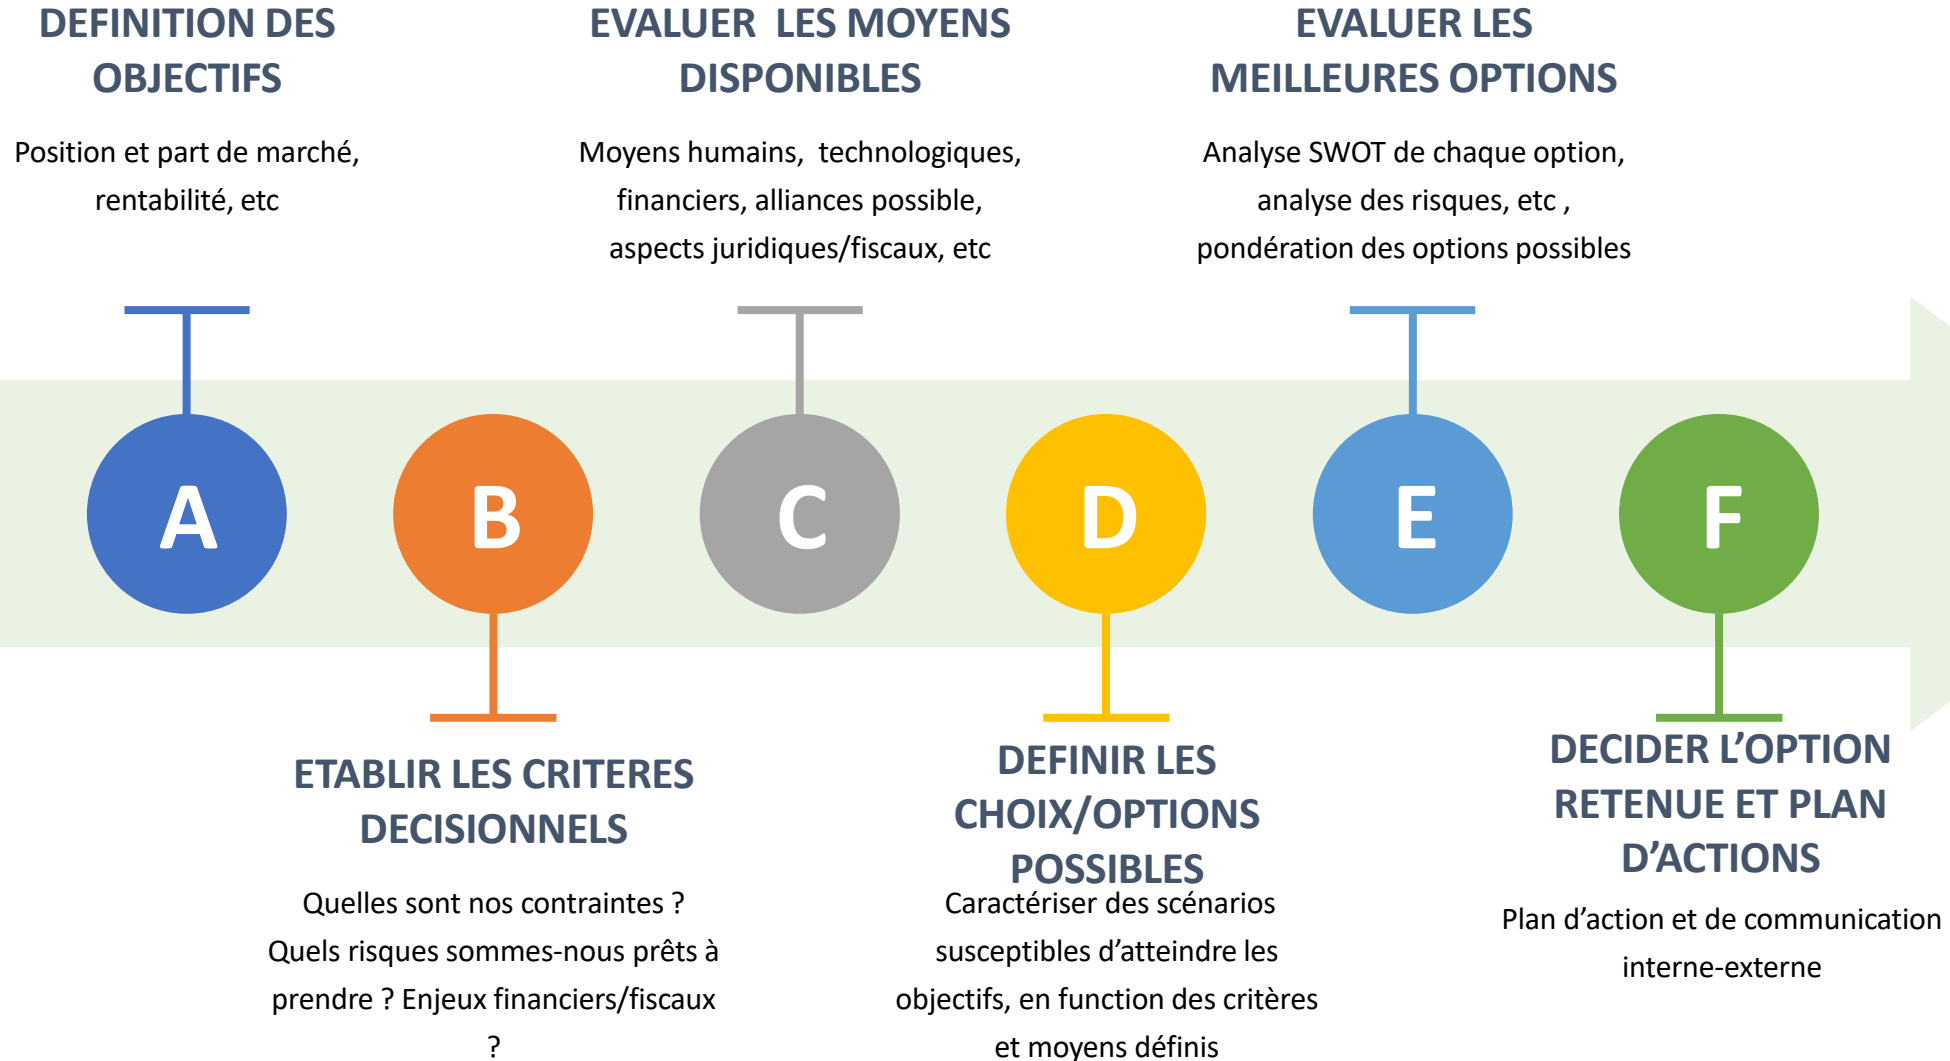 DEFINITION DES
OBJECTIFS
Position et part de marché,
rentabilité, etc
EVALUER LES MOYENS
DISPONIBLES
Moyens humains, technologiques,
financiers, alliances possible,
aspects juridiques/fiscaux, etc
EVALUER LES
MEILLEURES OPTIONS
Analyse SWOT de chaque option,
analyse des risques, etc ,
pondération des options possibles
A
B
C
D
E
F
ETABLIR LES CRITERES
DECISIONNELS
Quelles sont nos contraintes ?
Quels risques sommes-nous prêts à
prendre ? Enjeux financiers/fiscaux
?
DEFINIR LES
CHOIX/OPTIONS
POSSIBLES
Caractériser des scénarios
susceptibles d’atteindre les
objectifs, en function des critères
et moyens définis
DECIDER L’OPTION
RETENUE ET PLAN
D’ACTIONS
Plan d’action et de communication
interne-externe